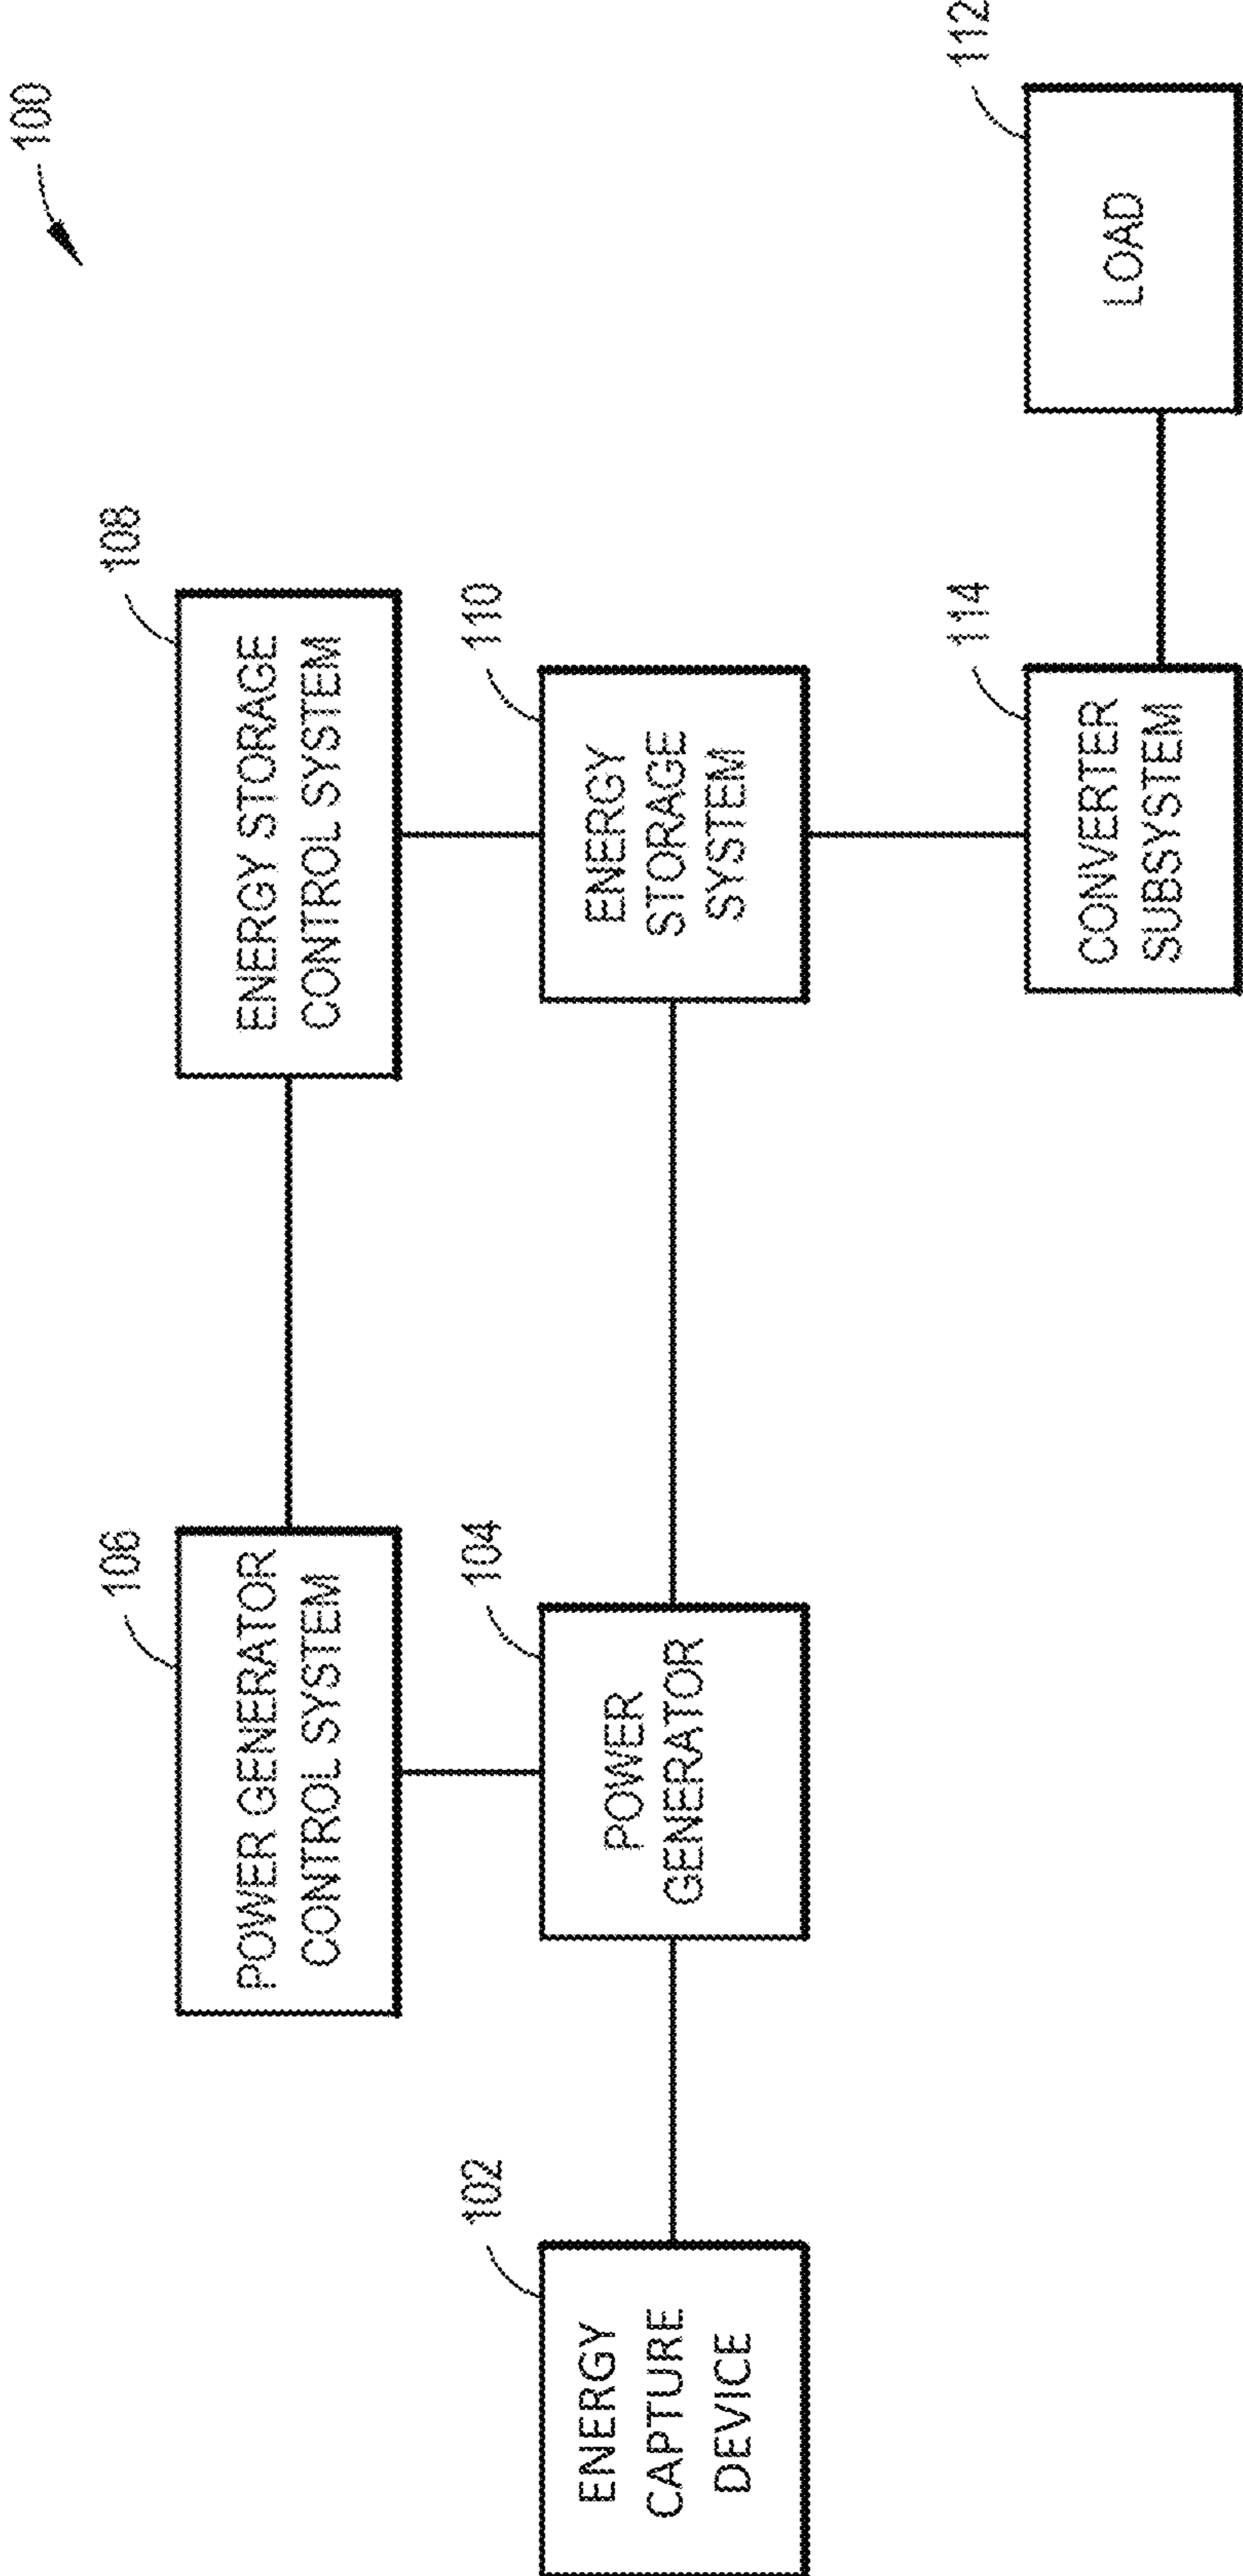 100
106
POWER GENERATOR
CONTROL SYSTEM
108
ENERGY STORAGE
CONTROL SYSTEM
102
ENERGY
CAPTURE
DEVICE
104
POWER
GENERATOR
110
ENERGY
STORAGE
SYSTEM
114
CONVERTER
SUBSYSTEM
112
LOAD